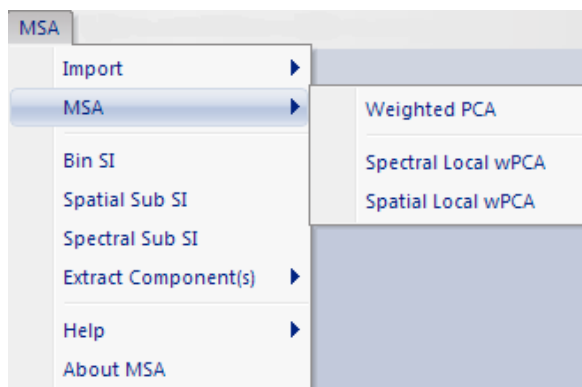 MSA
Import
MSA
Weighted PCA
Bin SI
Spectral Local wPCA
Spatial Sub SI
Spatial Local wPCA
Spectral Sub SI
Extract Component(s)
Help
About MSA